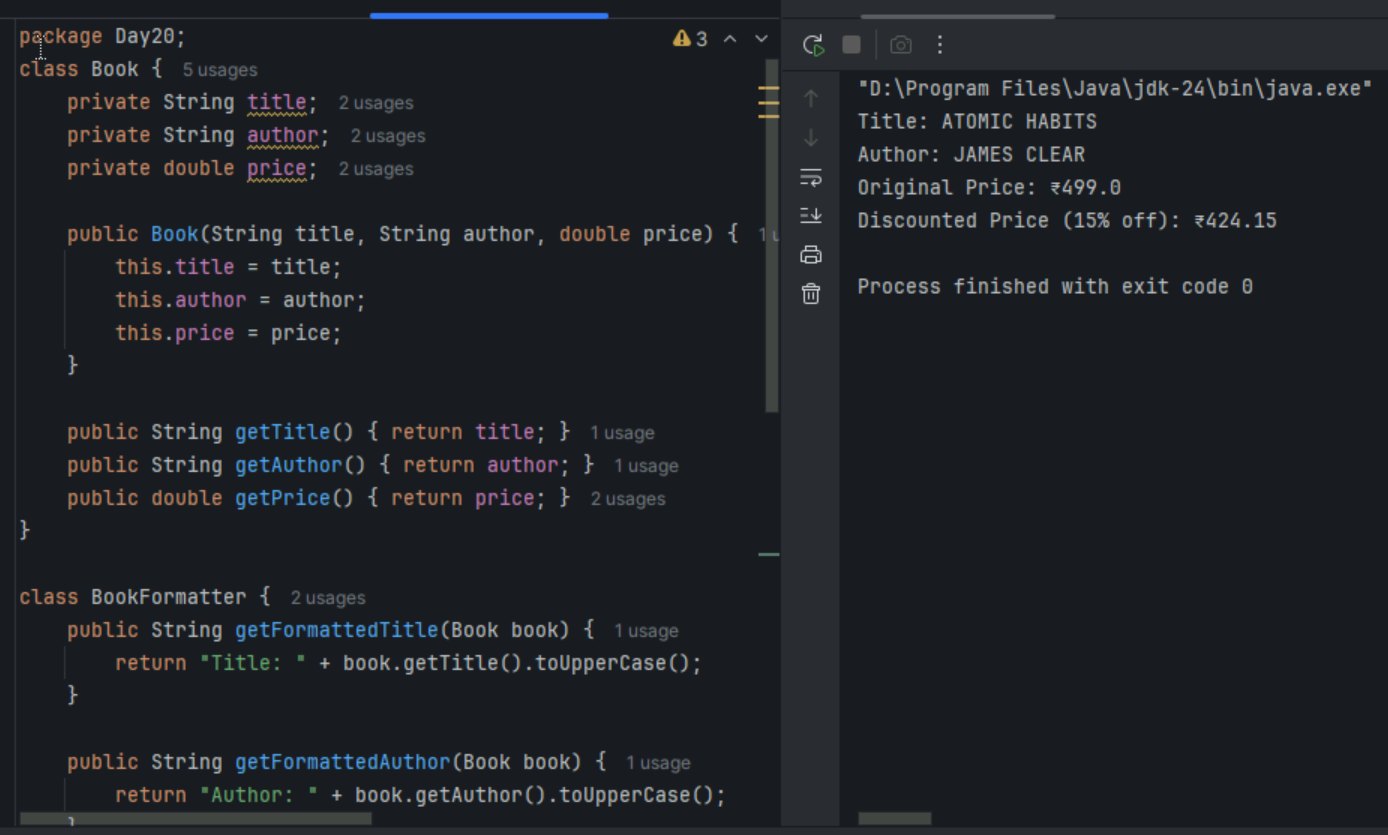 package Day20;
3
class Book { 5 usages
private String title; 2 usages
private String author; 2 usages
private double price; 2 usages
public Book(String title, String author, double price) {
this.title = title;
this.author = author;
this.price = price;
}
public String getTitle() { return title; } 1 usage
public String getAuthor() { return author; } 1 usage
public double getPrice() { return price; } 2 usages
}
class BookFormatter { 2 usages
public String getFormattedTitle(Book book) { 1 usage
return "Title: " + book.getTitle().toUpperCase();
}
public String getFormattedAuthor(Book book) { 1 usage
return "Author: " + book.getAuthor().toUpperCase();
"D:\Program Files\Java\jdk-24\bin\java.exe"
Title: ATOMIC HABITS
Author: JAMES CLEAR
Original Price: ₹499.0
Discounted Price (15% off): ₹424.15
Process finished with exit code 0